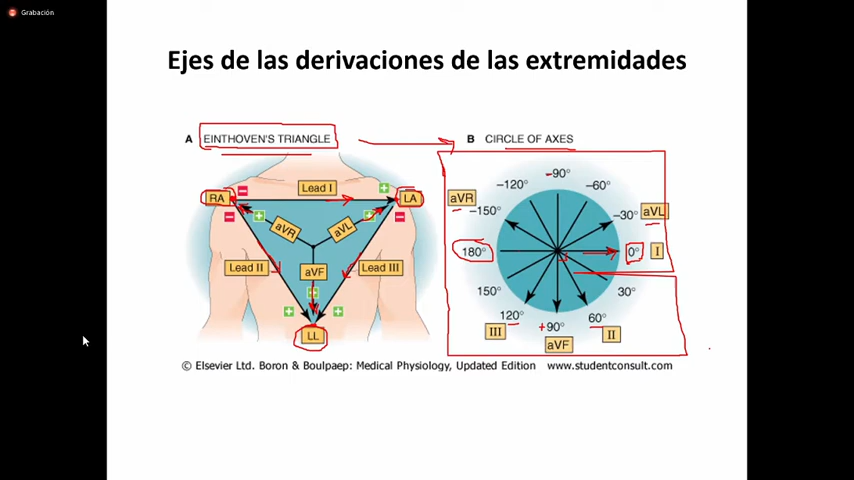 Grabación
Ejes de las derivaciones de las extremidades
A EINTHOVEN'S TRIANGLE
B CIRCLE OF AXES
RA
Lead I
LA
aVR
aVL
Lead II
aVF
Lead III
LL
-90°
-120°
-60°
aVR
-150°
-30°
aVL
180°
0°
I
150°
30°
120°
60°
III
+90°
II
aVF
© Elsevier Ltd. Boron & Boulpaep: Medical Physiology, Updated Edition www.studentconsult.com